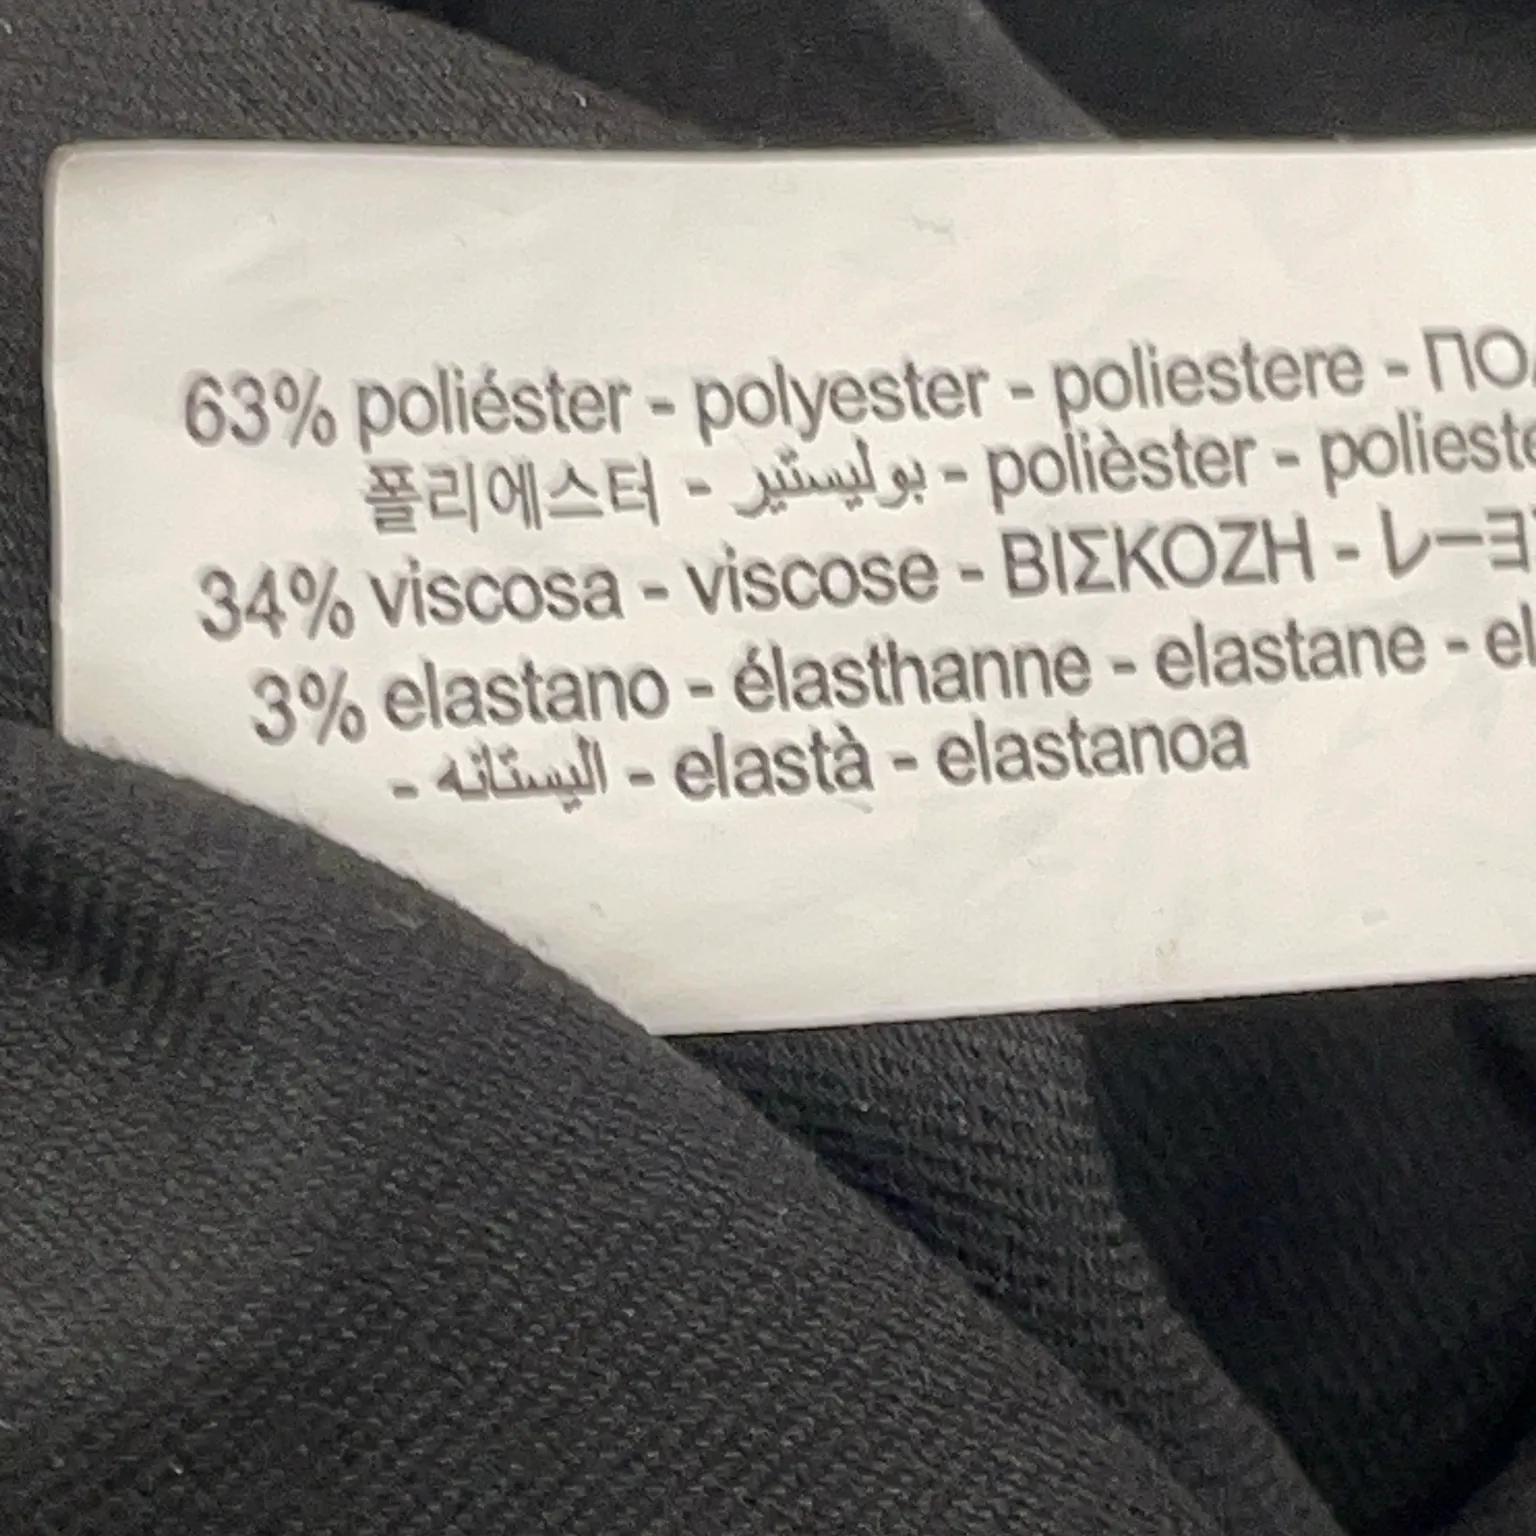 63% poliéster - polyester - poliestere - ΠΟΛ
폴리에스터 - بوليستير - polièster - polieste
34% viscosa - viscose - ΒΙΣΚΟΖΗ - レーヨ
3% elastano - élasthanne - elastane - el
- اليستانه - elastà - elastanoa